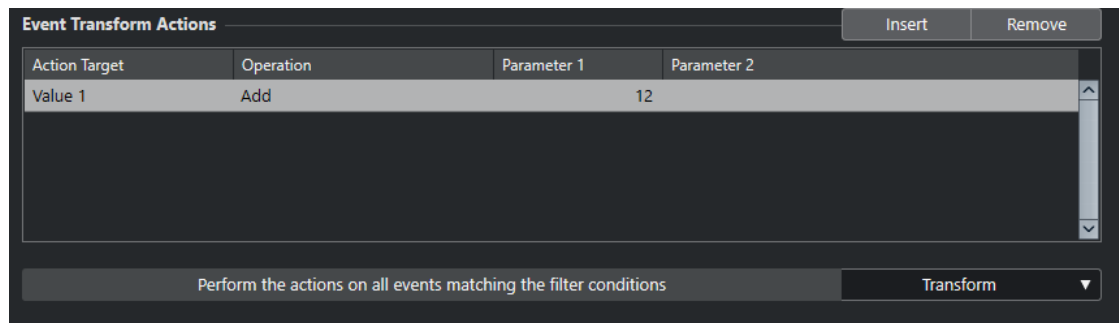 Event Transform Actions Insert Remove
Action Target Operation Parameter 1 Parameter 2
Value 1 Add 12
Perform the actions on all events matching the filter conditions Transform